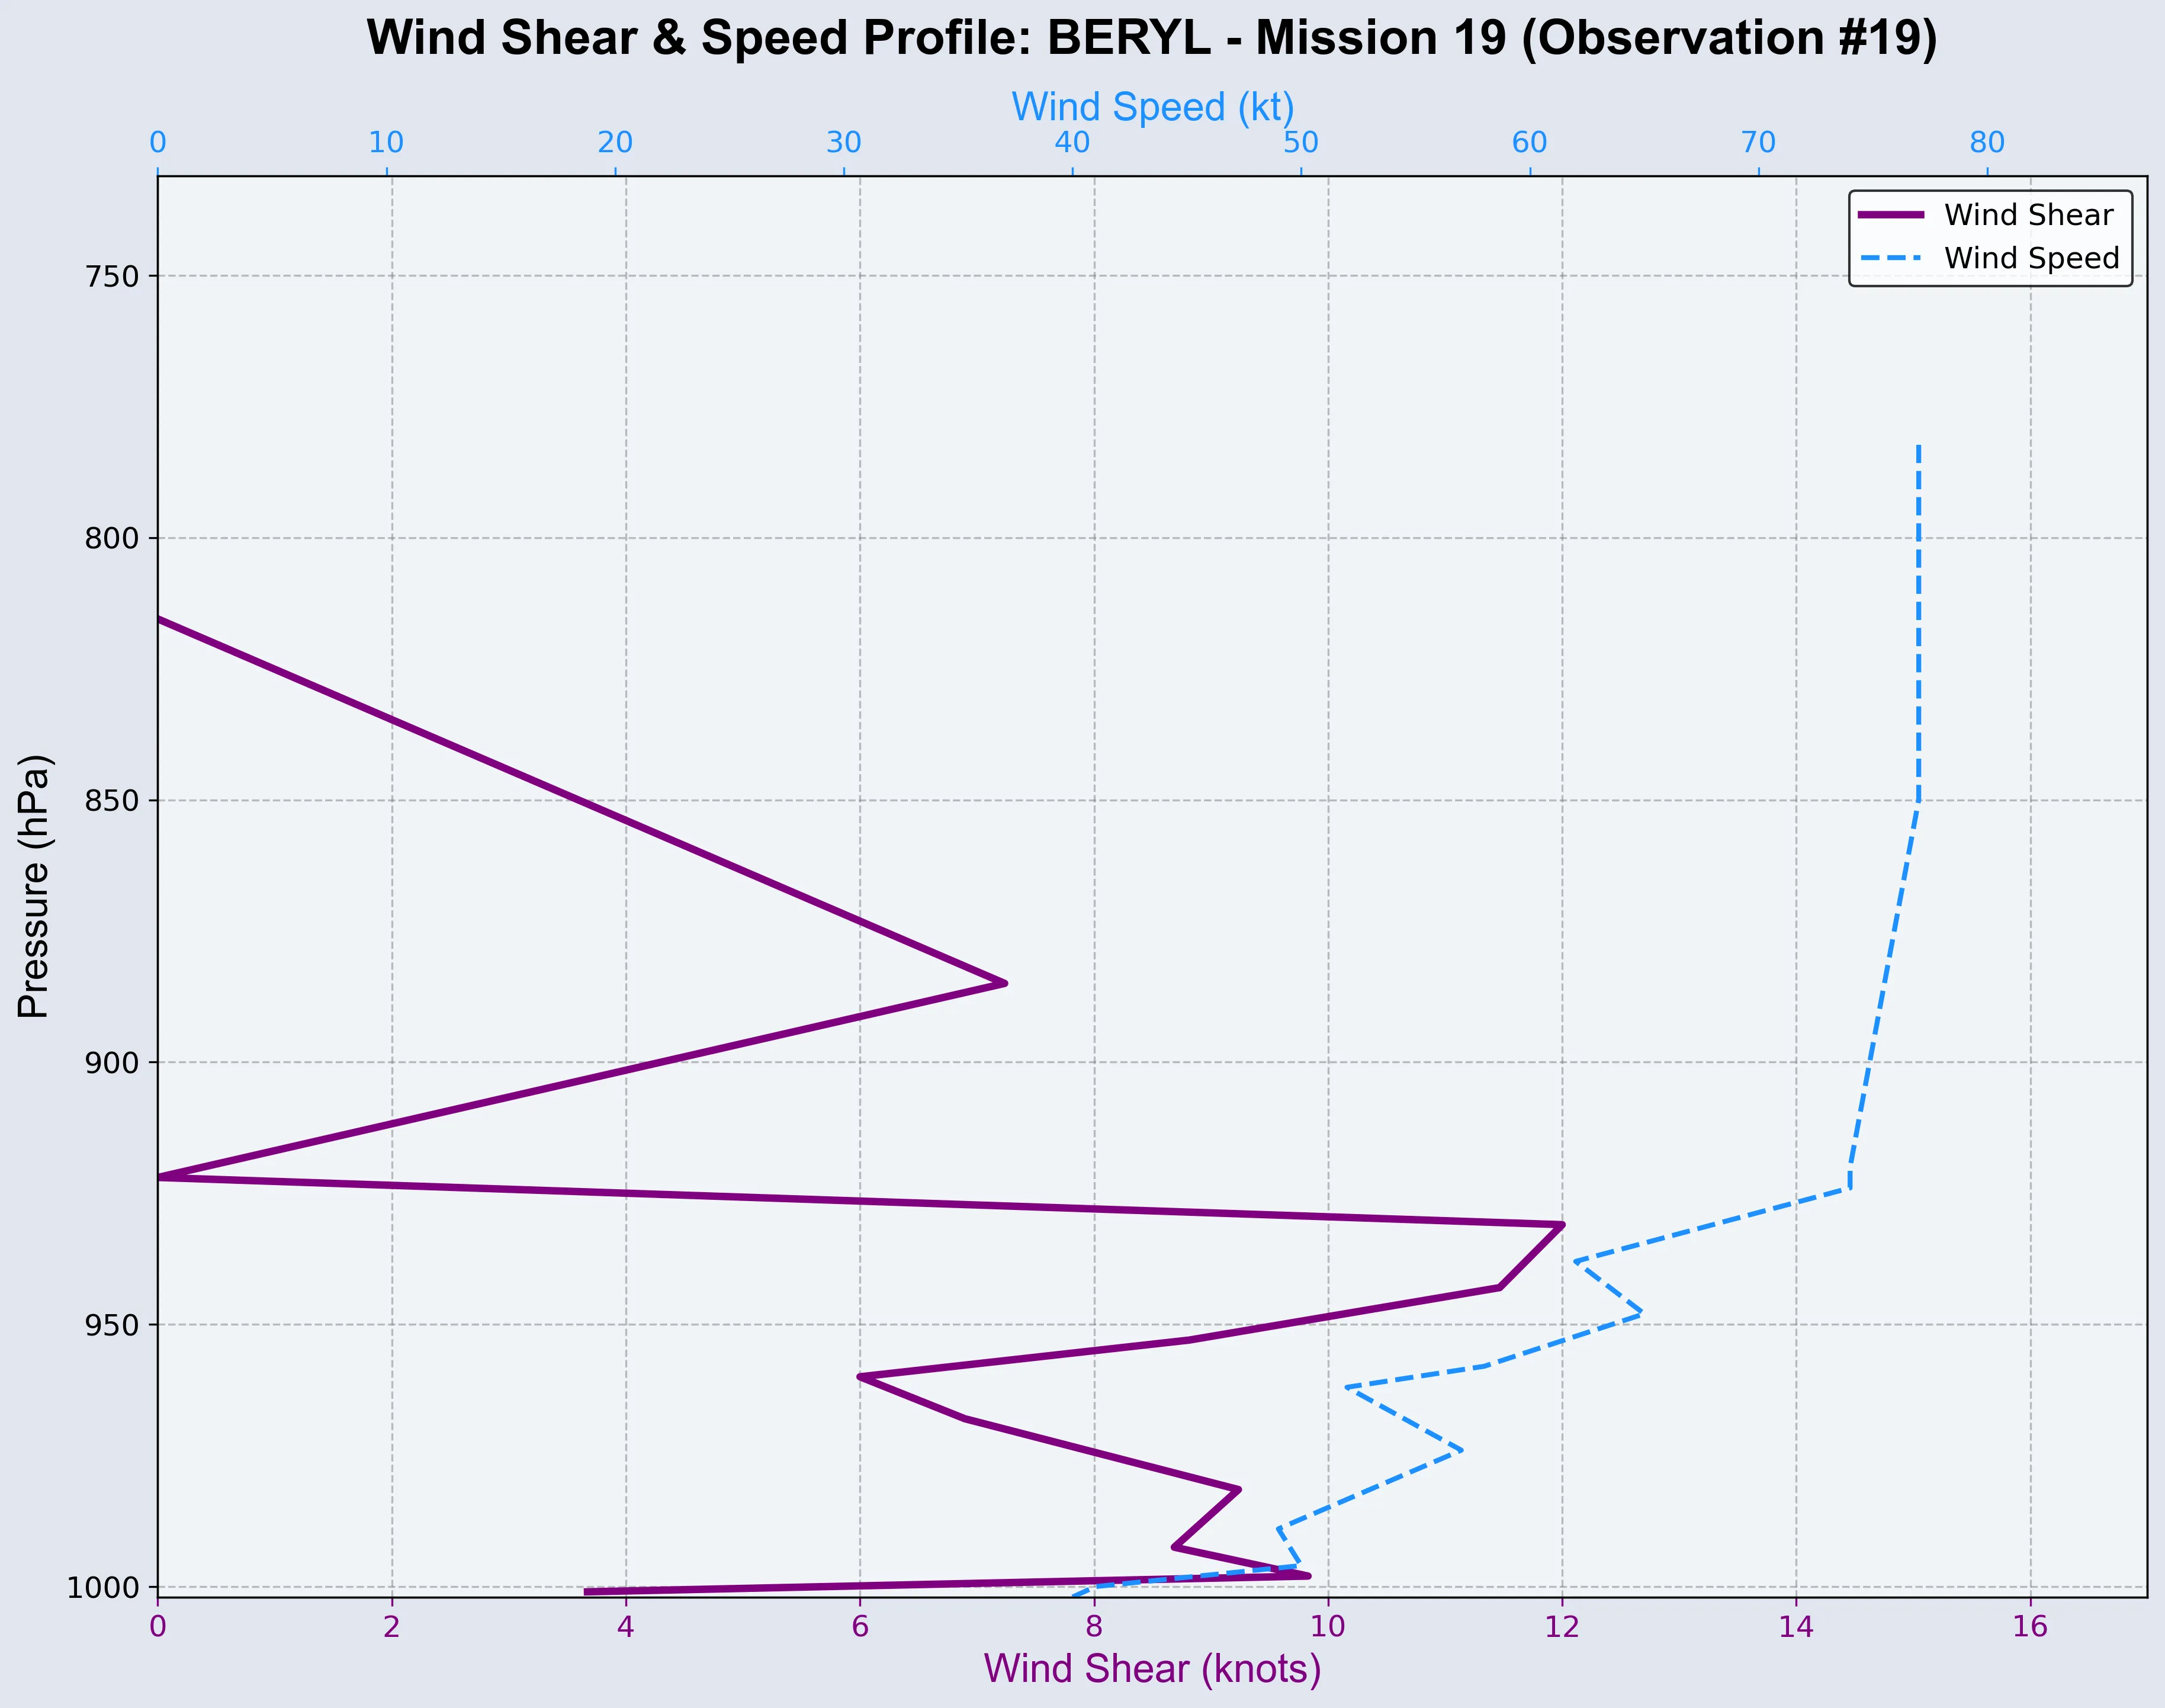 Wind Shear & Speed Profile: BERYL - Mission 19 (Observation #19)
Wind Speed (kt)
0 10 20 30 40 50 60 70 80
Wind Shear
Wind Speed
750
800
850
900
950
1000
Pressure (hPa)
0 2 4 6 8 10 12 14 16
Wind Shear (knots)